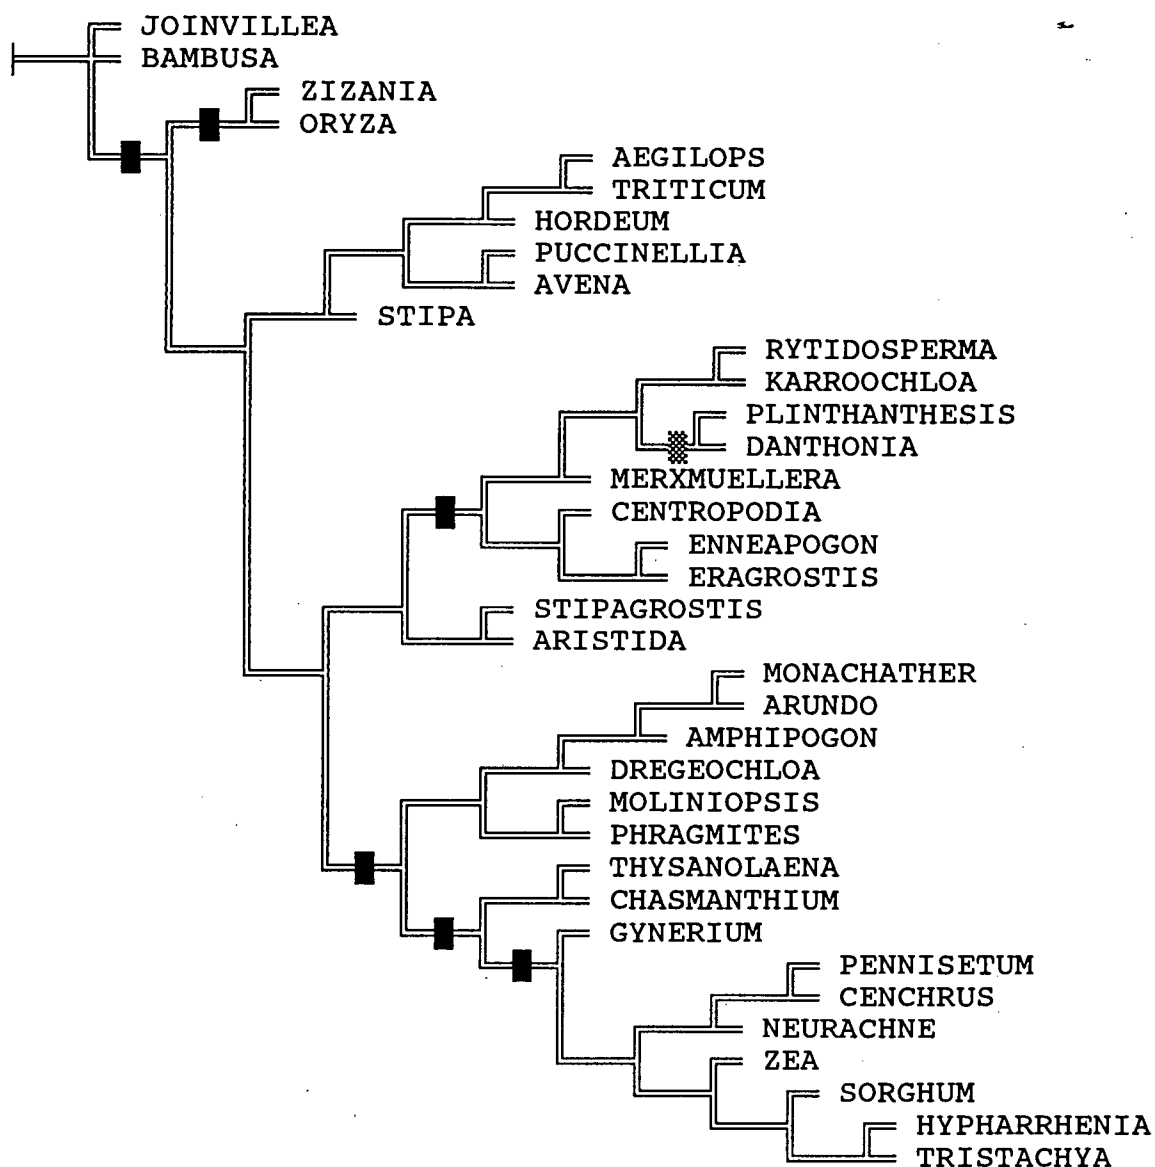 JOINVILLEA
BAMBUSA
ZIZANIA
ORYZA
AEGILOPS
TRITICUM
HORDEUM
PUCCINELLIA
AVENA
STIPA
RYTIDOSPERMA
KARROOCHLOA
PLINTHANTHESIS
DANTHONIA
MERXMUELLERA
CENTROPODIA
ENNEAPOGON
ERAGROSTIS
STIPAGROSTIS
ARISTIDA
MONACHATHER
ARUNDO
AMPHIPOGON
DREGEOCHLOA
MOLINIOPSIS
PHRAGMITES
THYSANOLAENA
CHASMANTHIUM
GYNERIUM
PENNISETUM
CENCHRUS
NEURACHNE
ZEA
SORGHUM
HYPHARRHENIA
TRISTACHYA